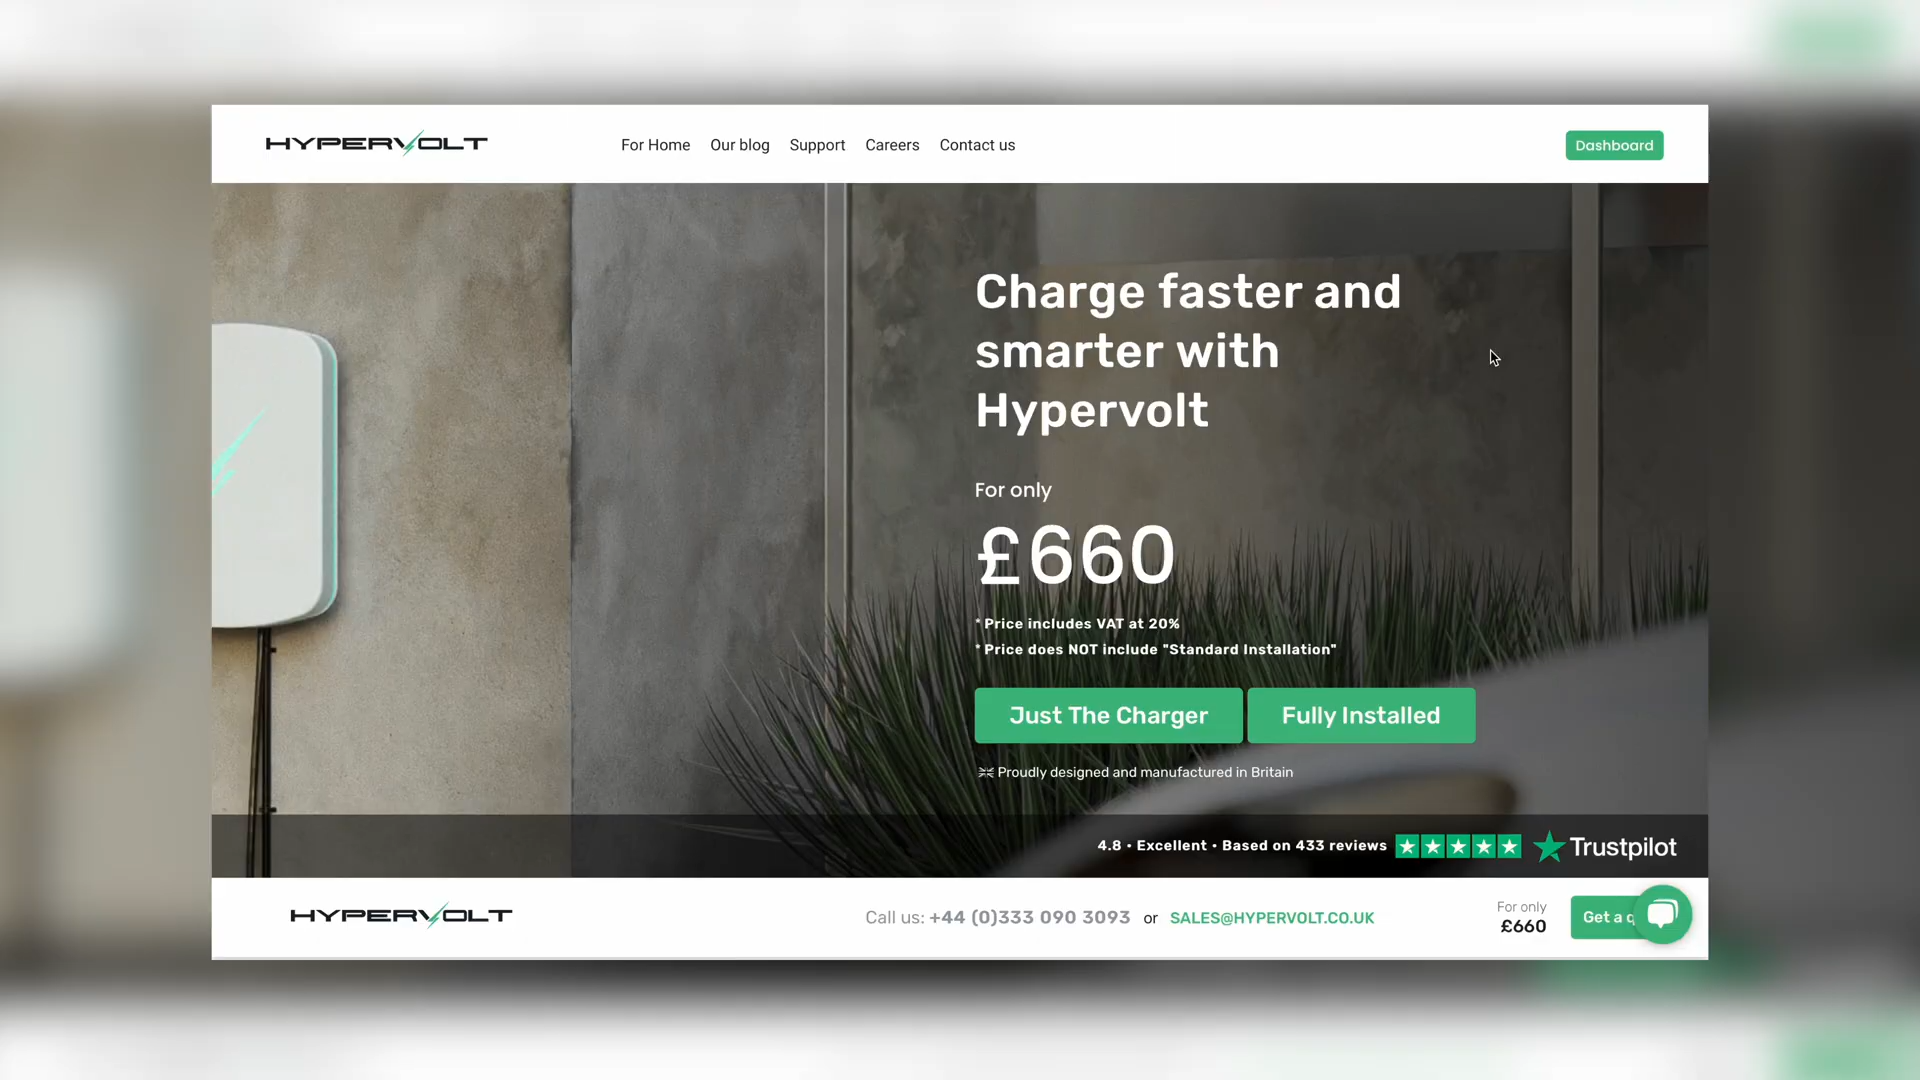 HYPERVOLT
For Home
Our blog
Support
Careers
Contact us
Dashboard
Charge faster and
smarter with
Hypervolt
For only
£660
* Price includes VAT at 20%
* Price does NOT include "Standard Installation"
Just The Charger
Fully Installed
Proudly designed and manufactured in Britain
4.8 • Excellent • Based on 433 reviews
Trustpilot
HYPERVOLT
Call us: +44 (0)333 090 3093 or SALES@HYPERVOLT.CO.UK
For only
£660
Get a